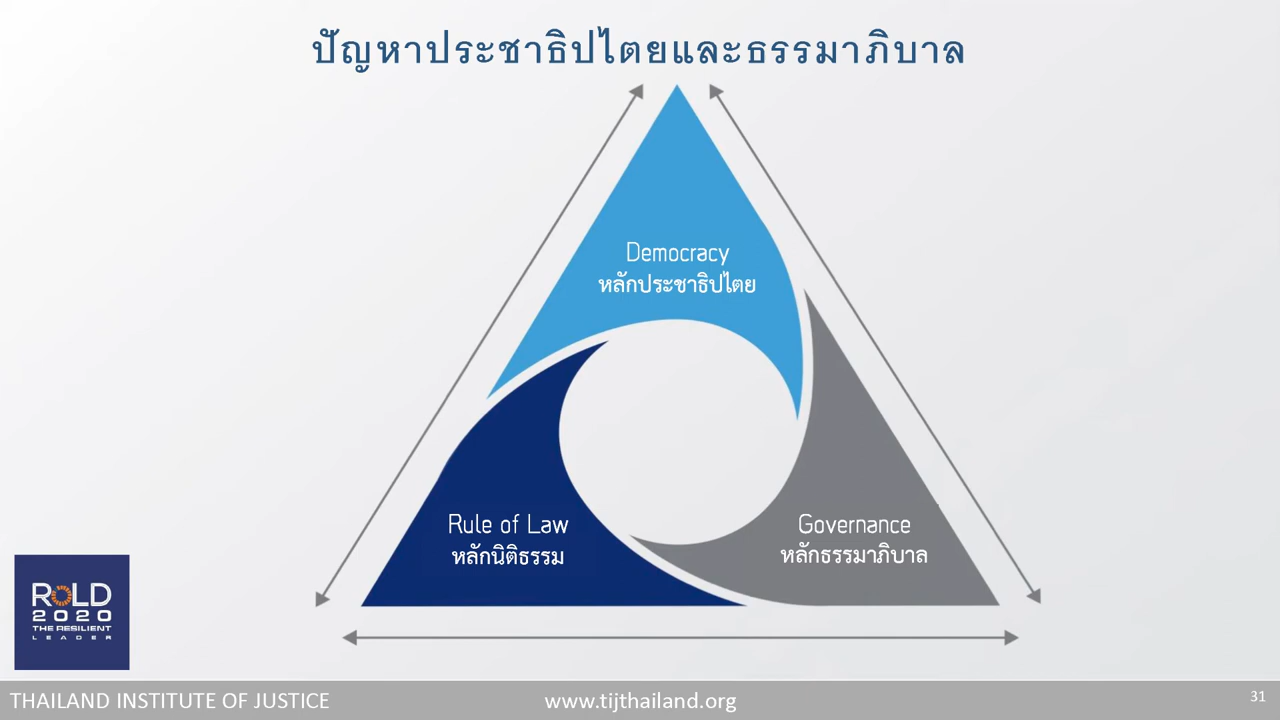 ปัญหาประชาธิปไตยและธรรมาภิบาล
Democracy
หลักประชาธิปไตย
Rule of Law
หลักนิติธรรม
Governance
หลักธรรมาภิบาล
ROLD
2020
THE RESILIENT
LEADER
THAILAND INSTITUTE OF JUSTICE
www.tijthailand.org
31